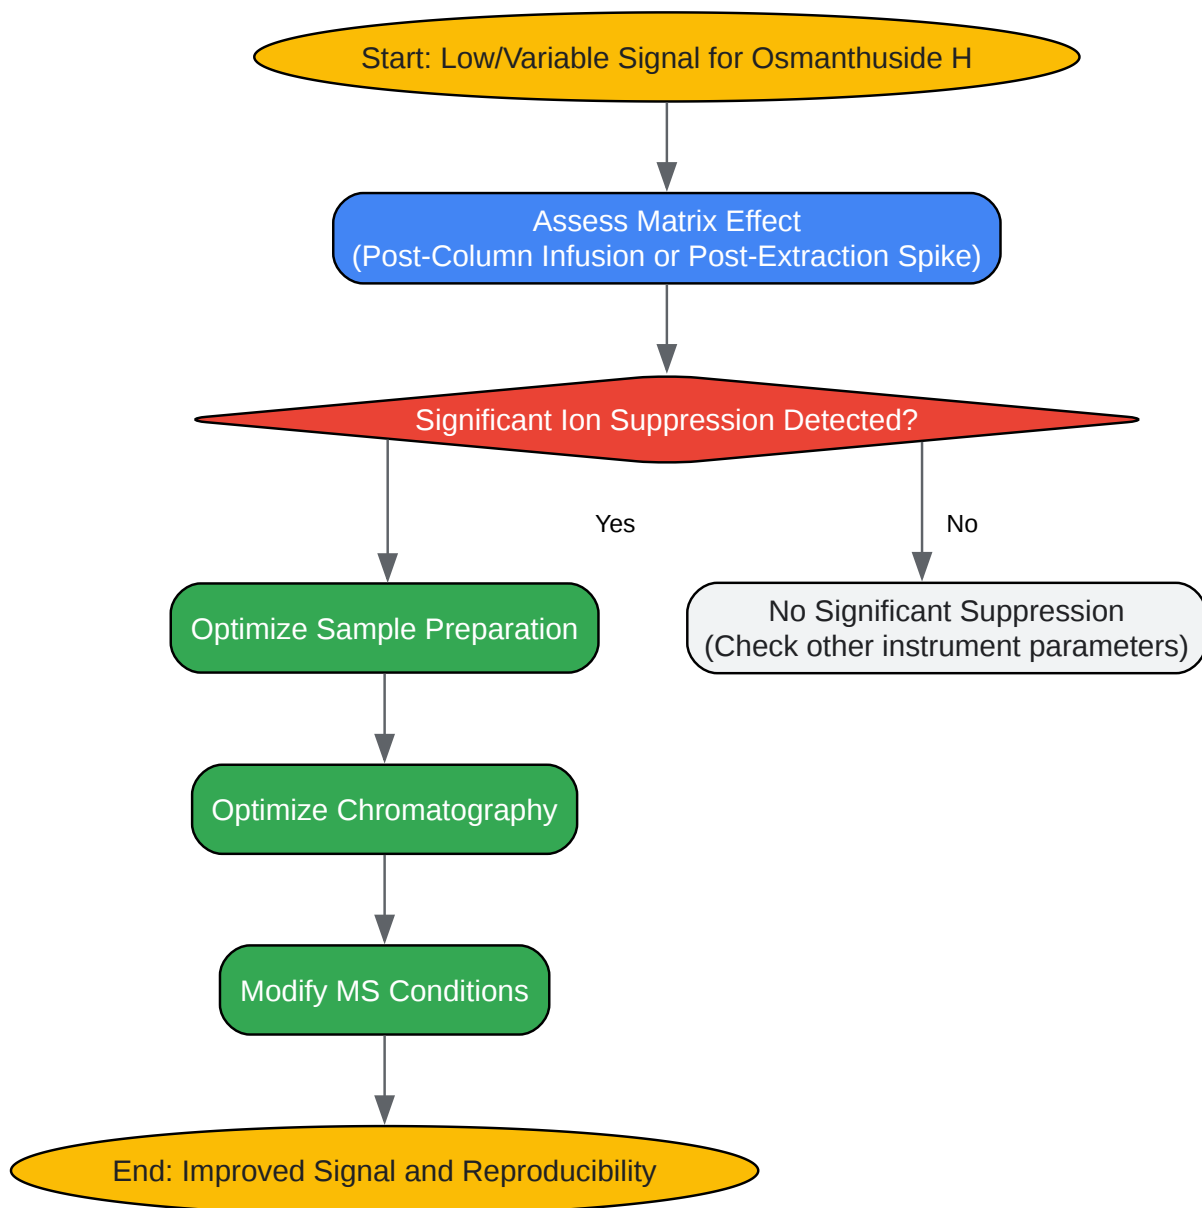 Start: Low/Variable Signal for Osmanthuside H
Assess Matrix Effect
(Post-Column Infusion or Post-Extraction Spike)
Significant Ion Suppression Detected?
Yes
No
Optimize Sample Preparation
No Significant Suppression
(Check other instrument parameters)
Optimize Chromatography
Modify MS Conditions
End: Improved Signal and Reproducibility